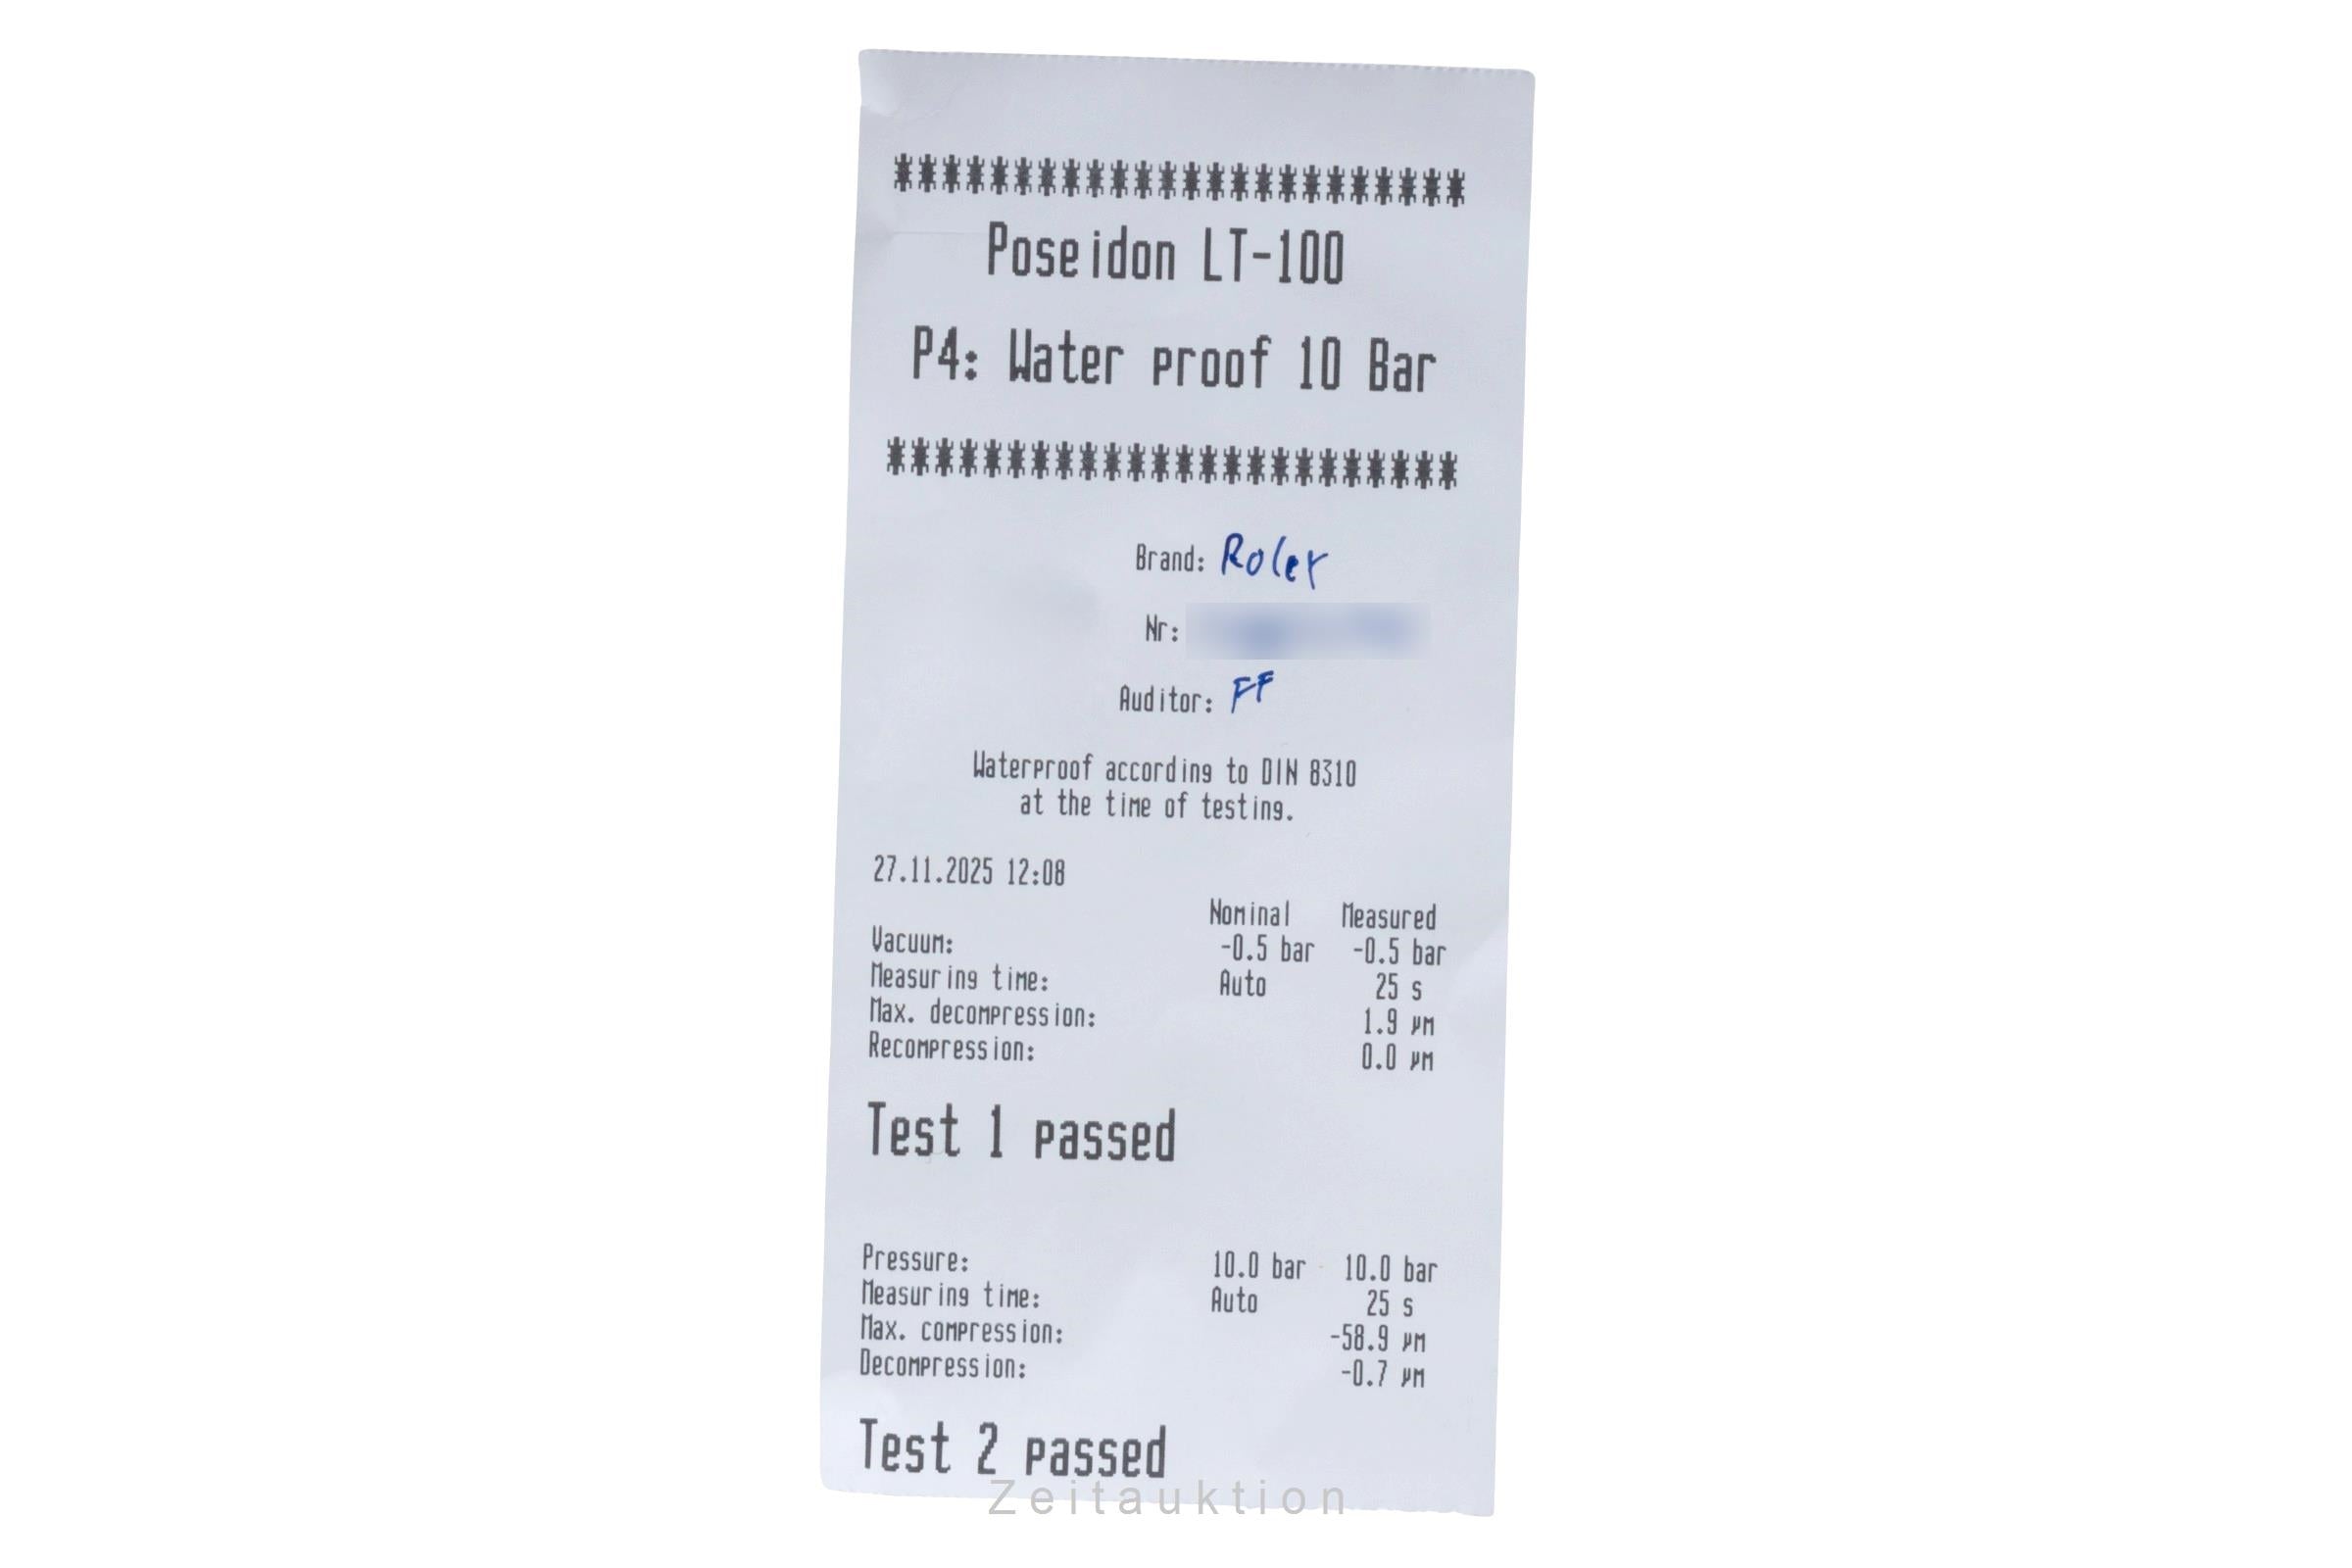 ************************
Poseidon LT-100
P4: Water proof 10 Bar
************************
Brand: Rolex
Nr:
Auditor: FF
Waterproof according to DIN 8310
at the time of testing.
27.11.2025 12:08
Nominal Measured
Vacuum: -0.5 bar -0.5 bar
Measuring time: Auto 25 s
Max. decompression: 1.9 µm
Recompression: 0.0 µm
Test 1 passed
Pressure: 10.0 bar 10.0 bar
Measuring time: Auto 25 s
Max. compression: -58.9 µm
Decompression: -0.7 µm
Test 2 passed
Zeitauktion